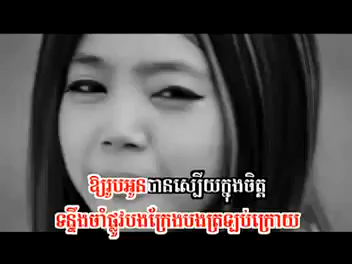 ឱ្យរូបអូនបានស្បើយក្នុងចិត្ត
ទន្ទឹងចាំផ្លូវបងក្រែងបងត្រឡប់ក្រោយ